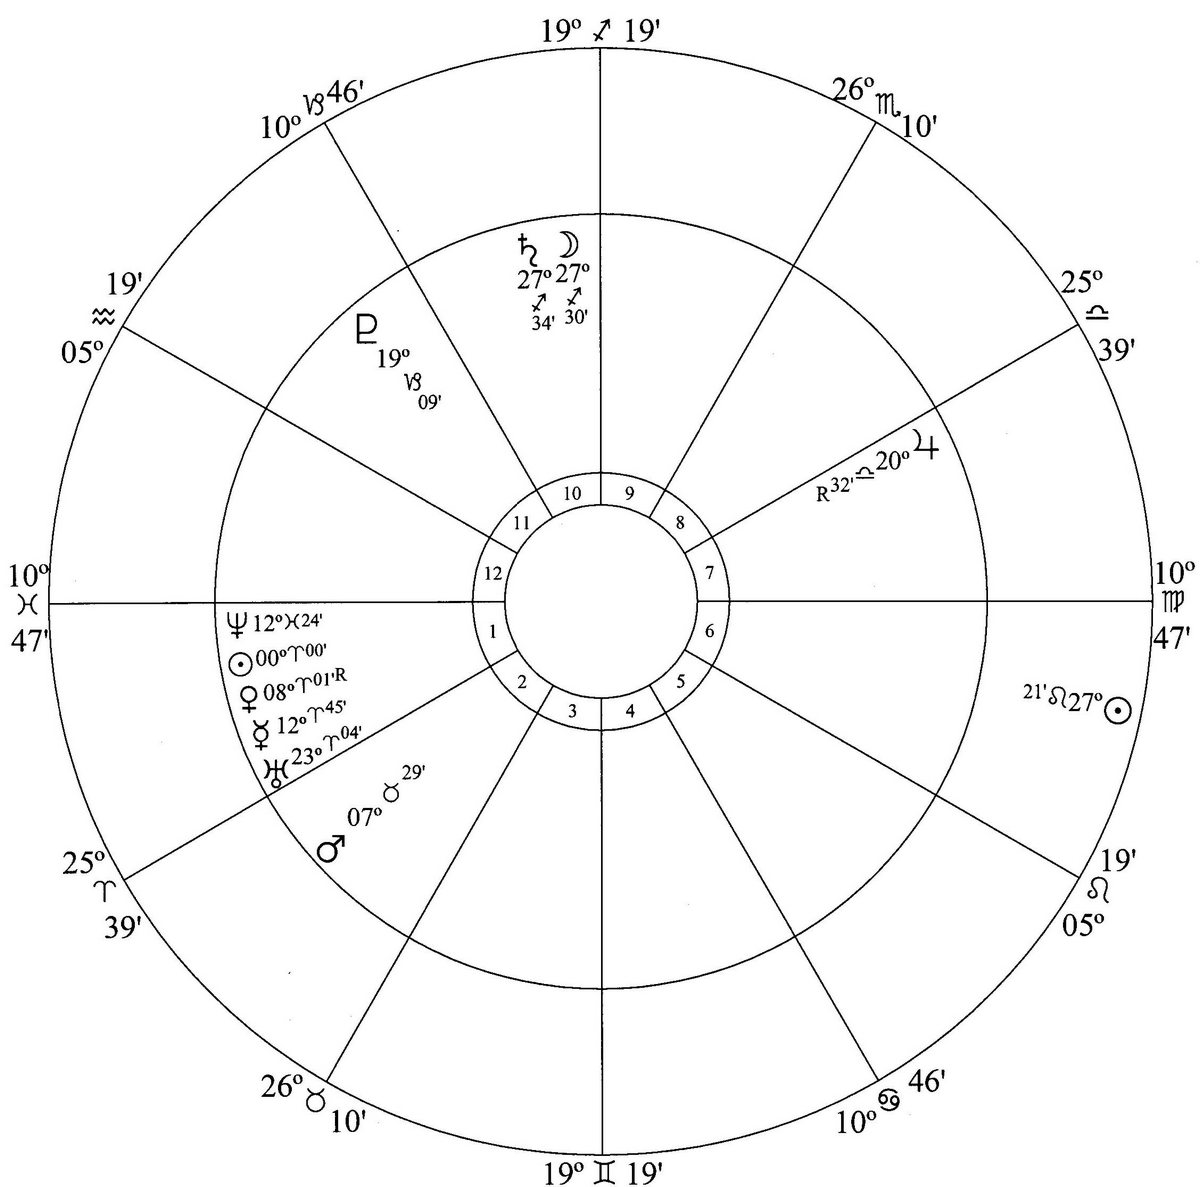 19° ♐ 19'
26° ♏ 10'
25° ♎ 39'
10° ♍ 47'
19' ♌ 05°
46' ♋ 10°
19° ♊ 19'
26° ♉ 10'
25° ♈ 39'
10° ♓ 47'
19' ♒ 05°
10° ♑ 46'
♄ 27° ♐ 34'
☽ 27° ♐ 30'
♇ 19° ♑ 09'
R 32' ♎ 20° ♃
♆ 12° ♓ 24'
☉ 00° ♈ 00'
♀ 08° ♈ 01' R
☿ 12° ♈ 45'
♅ 23° ♈ 04'
♂ 07° ♉ 29'
21' ♌ 27° ☉
1
2
3
4
5
6
7
8
9
10
11
12